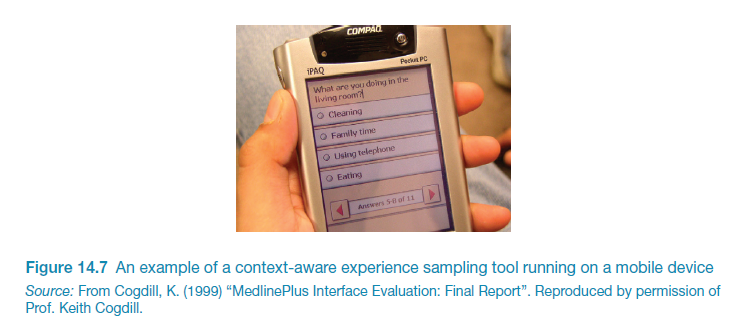 COMPAQ
iPAQ
Pocket PC
What are you doing in the
living room?
Cleaning
Family time
Using telephone
Eating
Answers 5-8 of 11
Figure 14.7 An example of a context-aware experience sampling tool running on a mobile device
Source: From Cogdill, K. (1999) “MedlinePlus Interface Evaluation: Final Report”. Reproduced by permission of
Prof. Keith Cogdill.